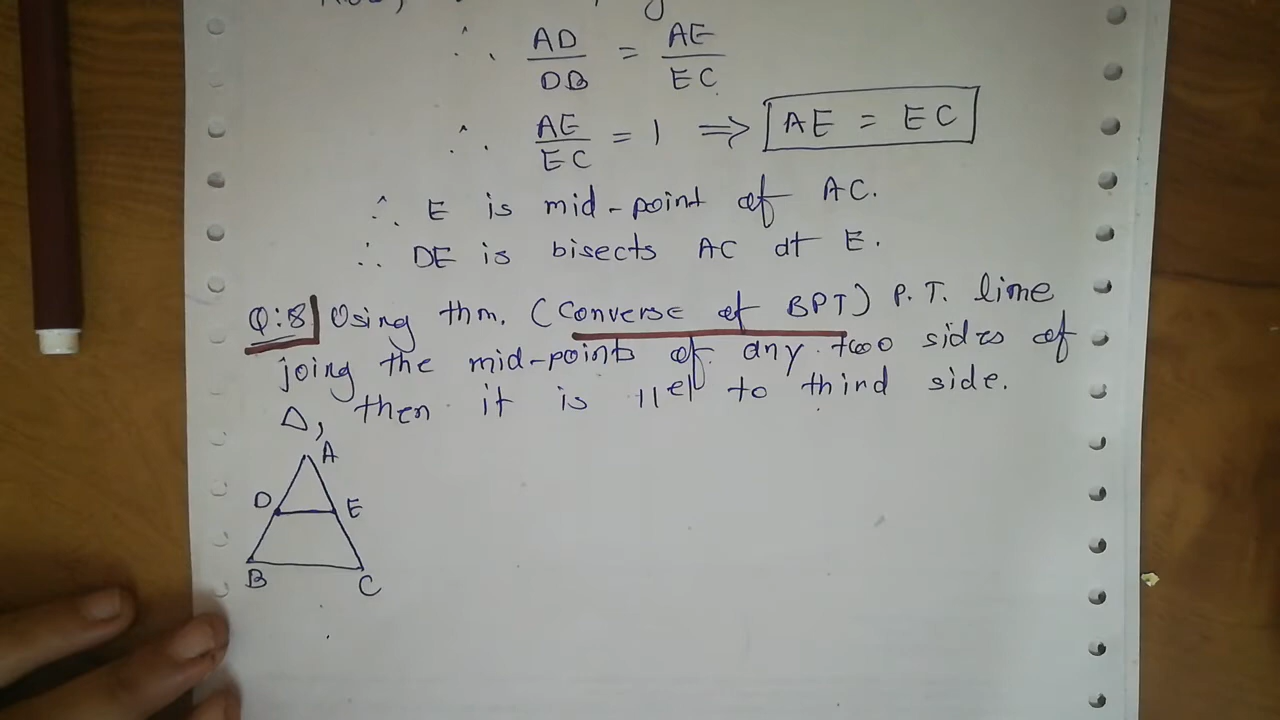 ∴ AD/DB = AE/EC
∴ AE/EC = 1 => AE = EC
∴ E is mid-point of AC.
∴ DE is bisects AC at E.
Q:8 Using thm. (Converse of BPT) P.T. line
joing the mid-points of any two sides of
Δ, then it is ||el to third side.
A
D E
B C